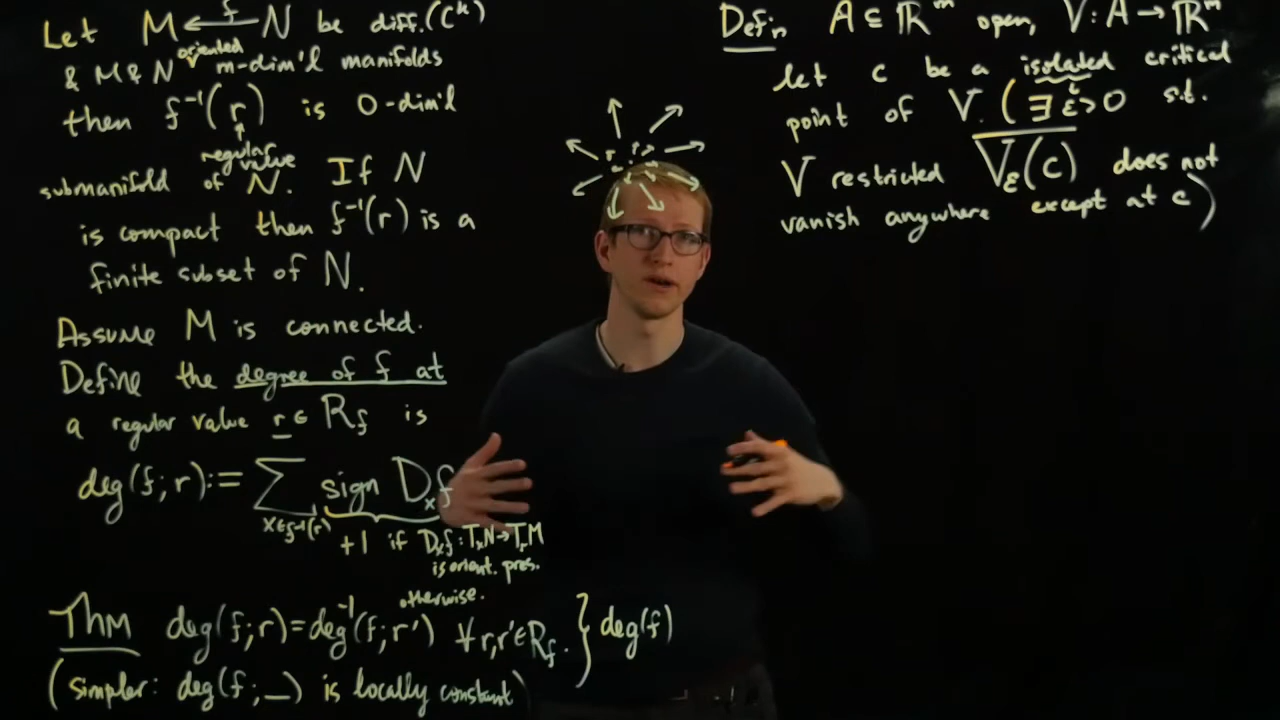 Let M ←f— N be diff. (Cᵏ)
& M & N oriented m-dim'l manifolds
then f⁻¹(r) is 0-dim'l
regular value
submanifold of N. If N
is compact then f⁻¹(r) is a
finite subset of N.
Assume M is connected.
Define the degree of f at
a regular value r ∈ R_f is
deg(f;r) := Σ sign D_x f
x∈f⁻¹(r)
+1 if D_x f : T_x N → T_r M
is orient. pres.
-1 otherwise.
Thm deg(f;r) = deg(f;r') ∀ r,r' ∈ R_f. } deg(f)
(simpler: deg(f;_) is locally constant)
Defn A ⊆ ℝᵐ open, V : A → ℝᵐ
let c be a isolated critical
point of V. (∃ ε > 0 s.t.
V restricted V_ε(c) does not
vanish anywhere except at c)